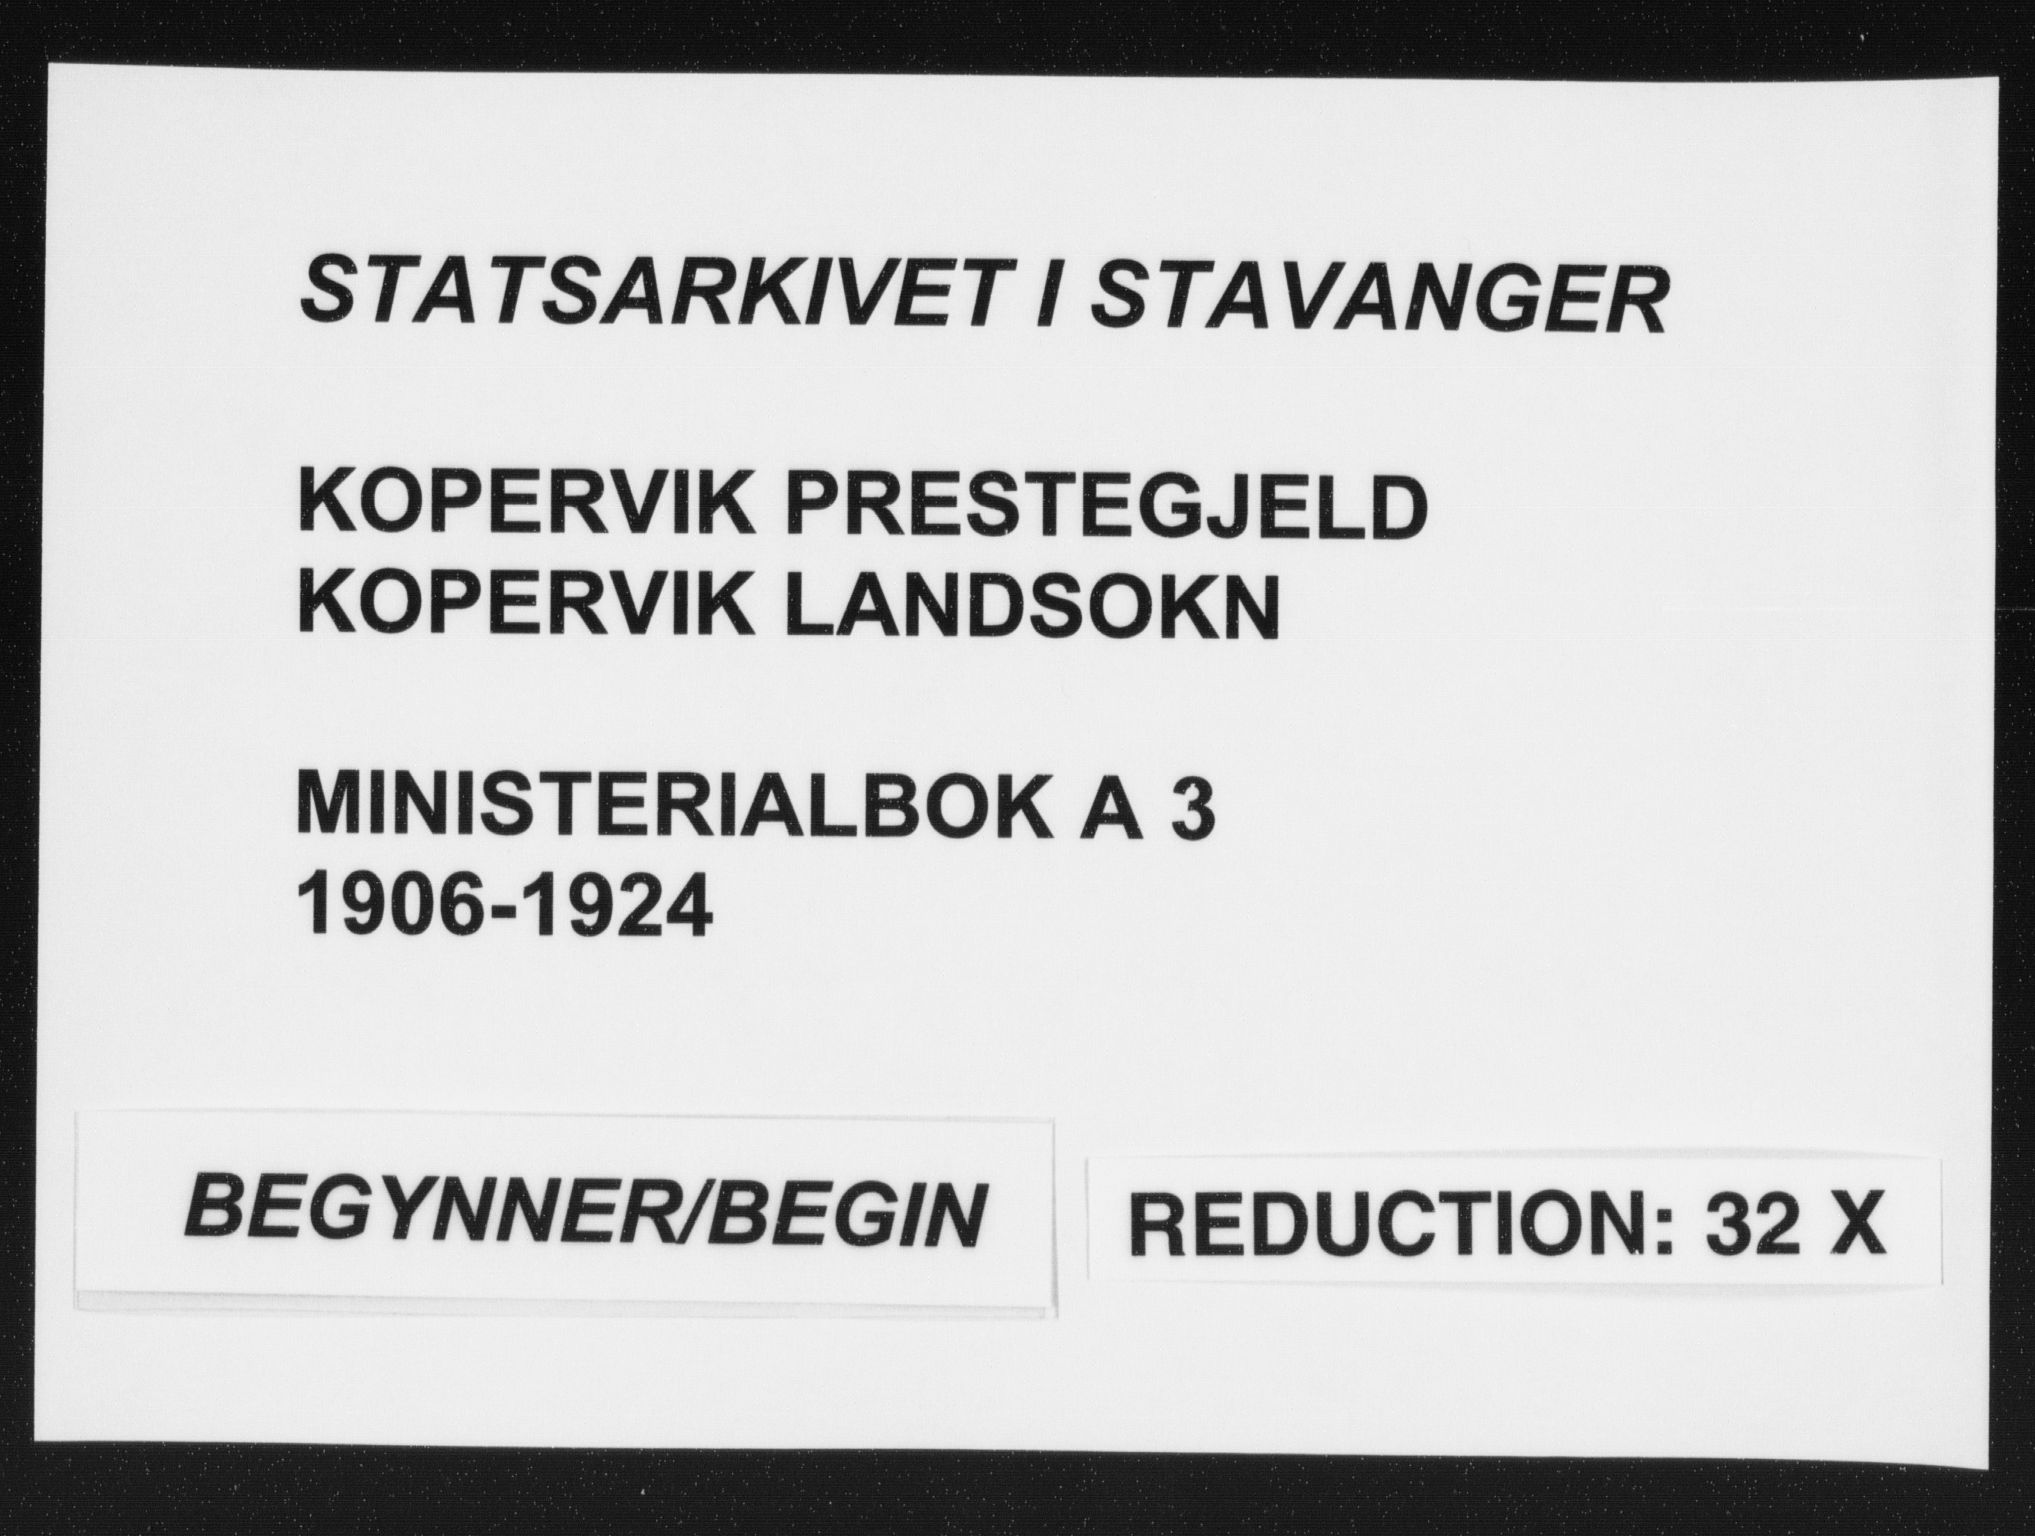 STATSARKIVET I STAVANGER
KOPERVIK PRESTEGJELD
KOPERVIK LANDSOKN
MINISTERIALBOK A 3
1906-1924
BEGYNNER/BEGIN
REDUCTION: 32 X